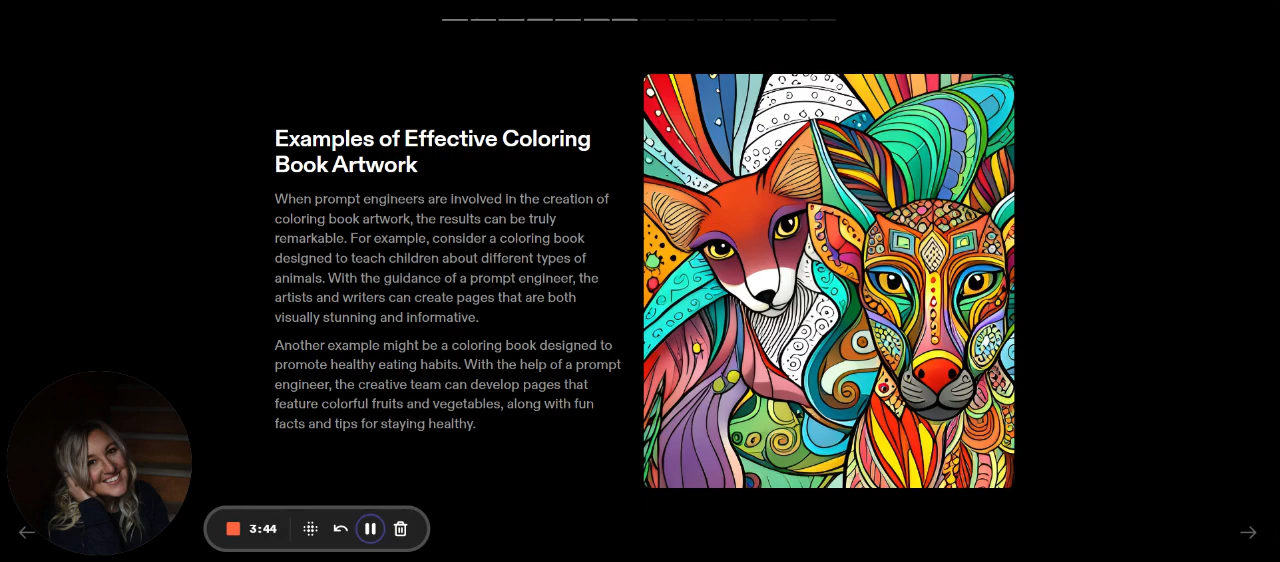 Examples of Effective Coloring
Book Artwork
When prompt engineers are involved in the creation of
coloring book artwork, the results can be truly
remarkable. For example, consider a coloring book
designed to teach children about different types of
animals. With the guidance of a prompt engineer, the
artists and writers can create pages that are both
visually stunning and informative.
Another example might be a coloring book designed to
promote healthy eating habits. With the help of a prompt
engineer, the creative team can develop pages that
feature colorful fruits and vegetables, along with fun
facts and tips for staying healthy.
3:44